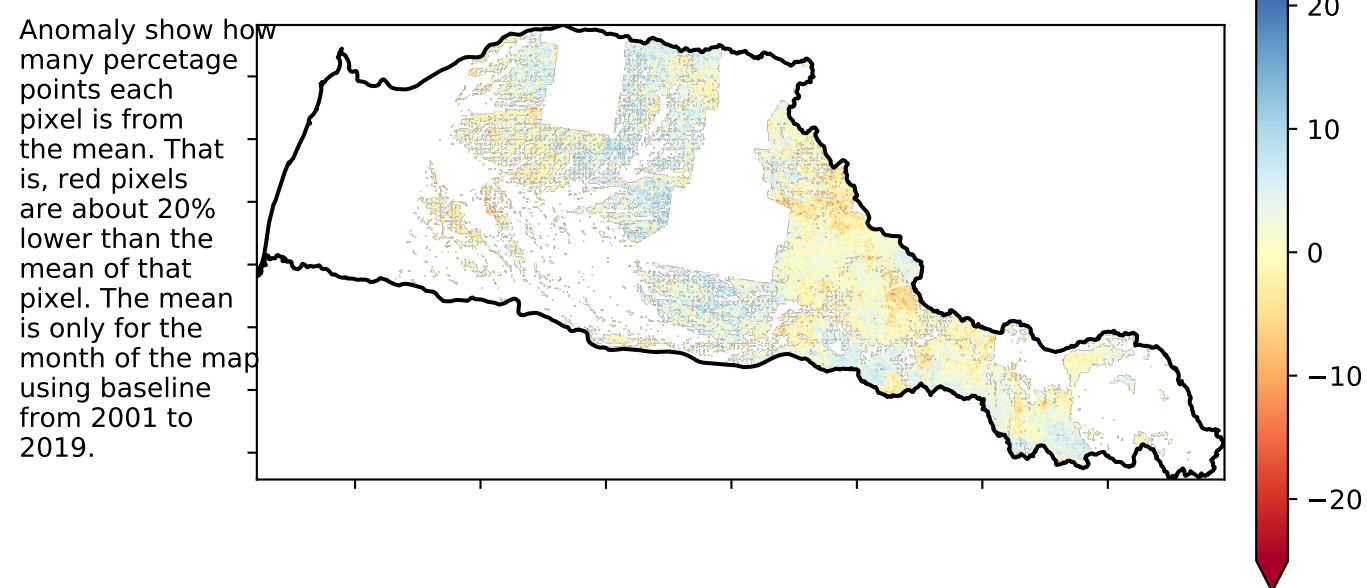 Anomaly show how
many percetage
points each
pixel is from
the mean. That
is, red pixels
are about 20%
lower than the
mean of that
pixel. The mean
is only for the
month of the map
using baseline
from 2001 to
2019.
20
10
0
−10
−20